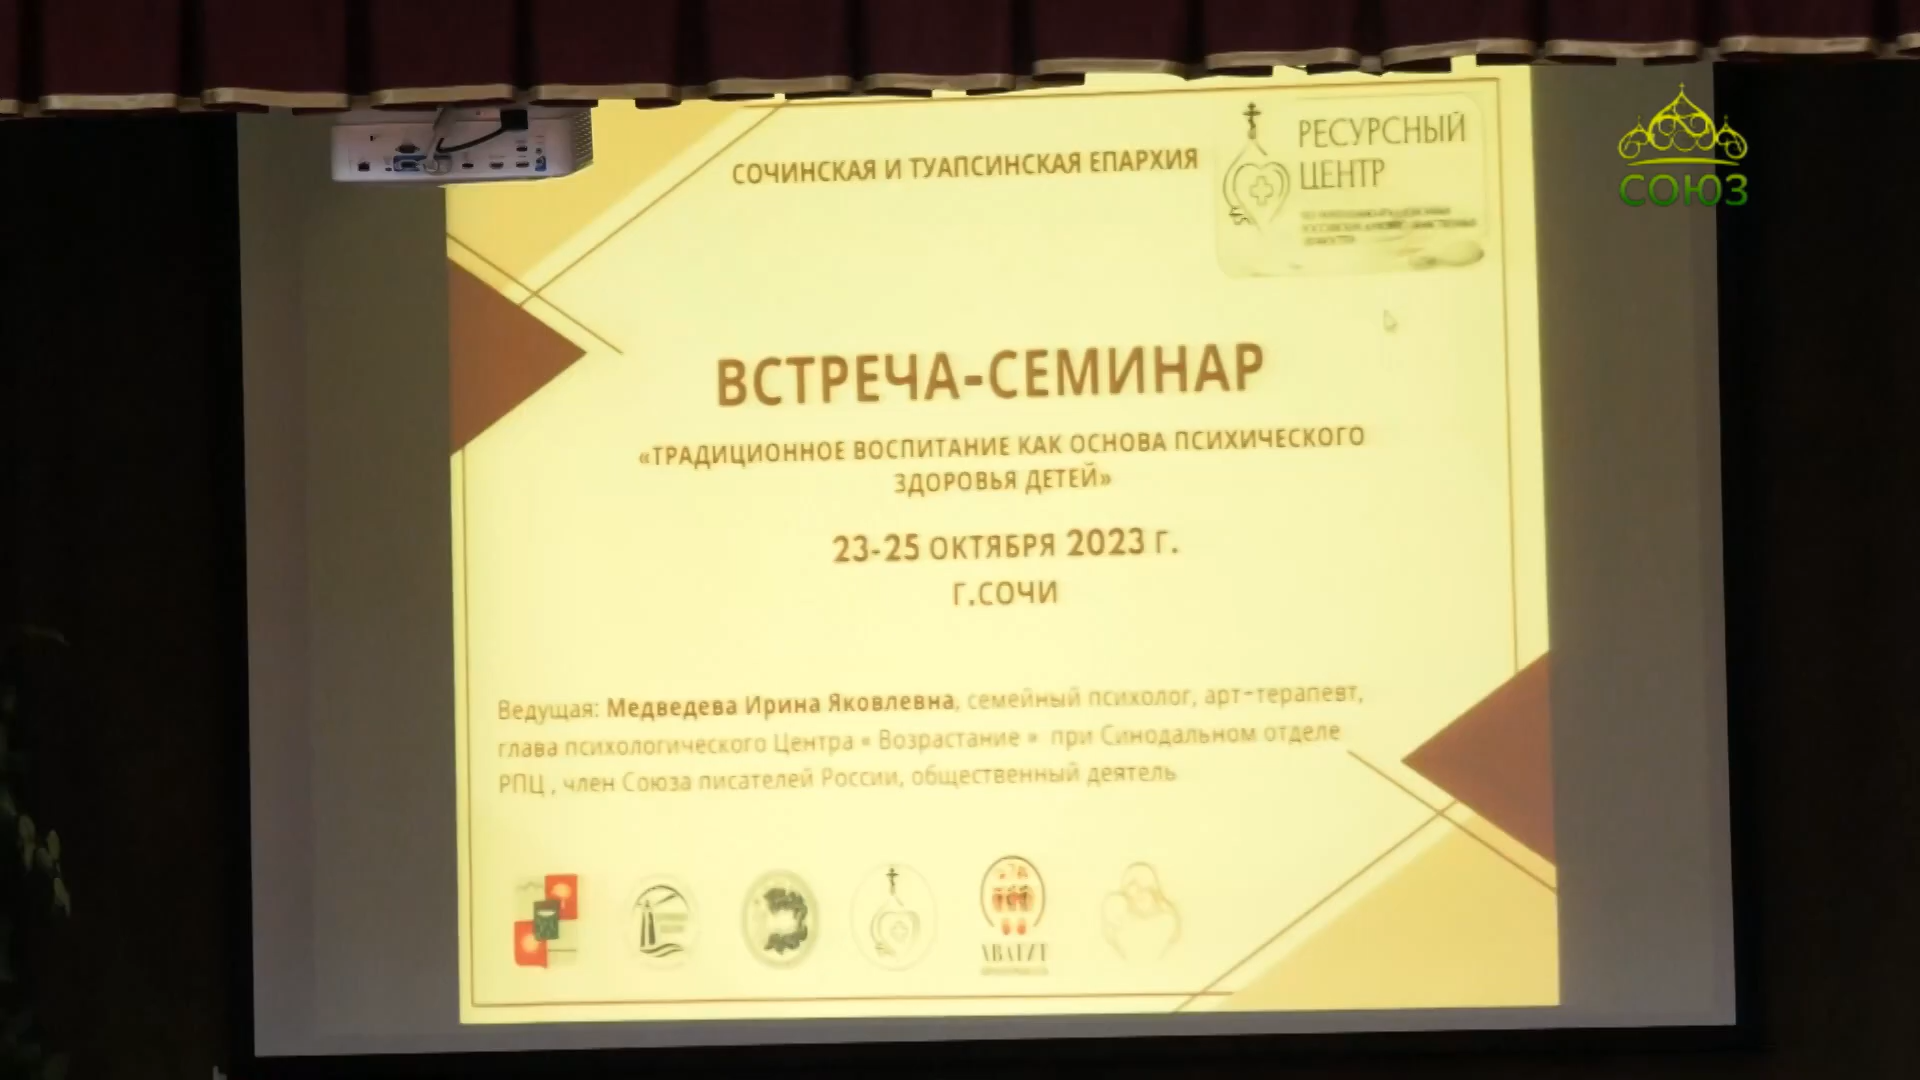 СОЧИНСКАЯ И ТУАПСИНСКАЯ ЕПАРХИЯ
РЕСУРСНЫЙ
ЦЕНТР
СОЮЗ
ВСТРЕЧА-СЕМИНАР
«ТРАДИЦИОННОЕ ВОСПИТАНИЕ КАК ОСНОВА ПСИХИЧЕСКОГО
ЗДОРОВЬЯ ДЕТЕЙ»
23-25 ОКТЯБРЯ 2023 Г.
Г.СОЧИ
Ведущая: Медведева Ирина Яковлевна, семейный психолог, арт-терапевт,
глава психологического Центра « Возрастание » при Синодальном отделе
РПЦ , член Союза писателей России, общественный деятель